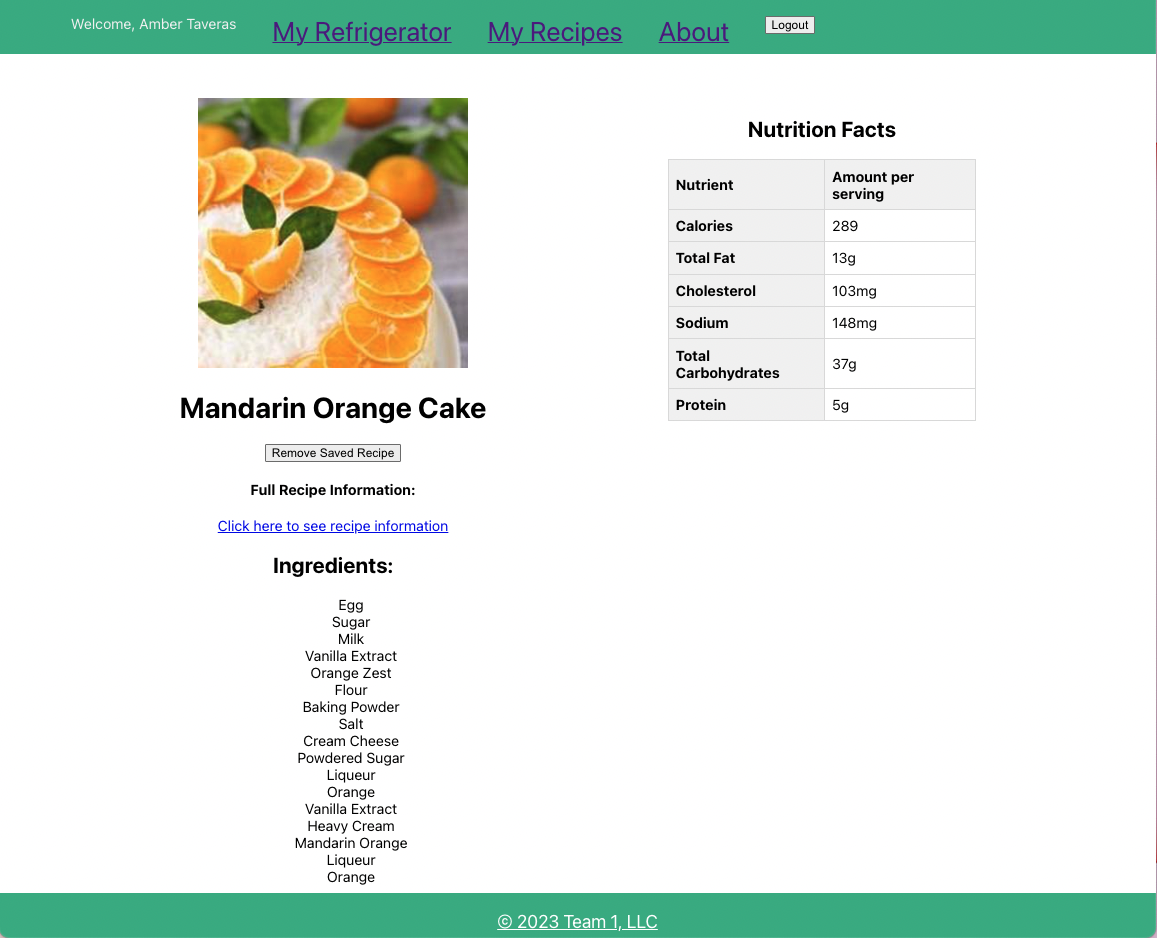 Welcome, Amber Taveras My Refrigerator My Recipes About Logout
Mandarin Orange Cake
Remove Saved Recipe
Full Recipe Information:
Click here to see recipe information
Ingredients:
Egg
Sugar
Milk
Vanilla Extract
Orange Zest
Flour
Baking Powder
Salt
Cream Cheese
Powdered Sugar
Liqueur
Orange
Vanilla Extract
Heavy Cream
Mandarin Orange
Liqueur
Orange
Nutrition Facts
Nutrient Amount per
serving
Calories 289
Total Fat 13g
Cholesterol 103mg
Sodium 148mg
Total
Carbohydrates 37g
Protein 5g
© 2023 Team 1, LLC